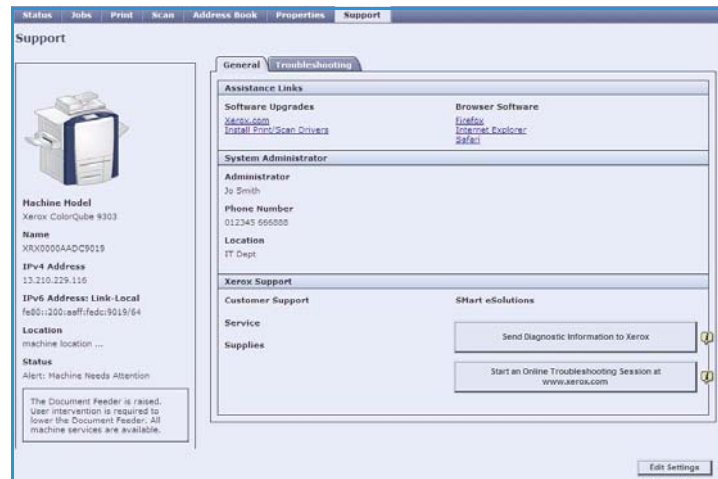 Status Jobs Print Scan Address Book Properties Support
Support
General Troubleshooting
Assistance Links
Software Upgrades
Xerox.com
Install Print/Scan Drivers
Browser Software
Firefox
Internet Explorer
Safari
System Administrator
Administrator
Jo Smith
Phone Number
012345 666888
Location
IT Dept
Xerox Support
Customer Support
Service
Supplies
SMart eSolutions
Send Diagnostic Information to Xerox
Start an Online Troubleshooting Session at
www.xerox.com
Machine Model
Xerox ColorQube 9303
Name
XRX0000AADC9019
IPv4 Address
13.210.229.116
IPv6 Address: Link-Local
fe80::200:aaff:fedc:9019/64
Location
machine location ...
Status
Alert: Machine Needs Attention
The Document Feeder is raised.
User intervention is required to
lower the Document Feeder. All
machine services are available.
Edit Settings